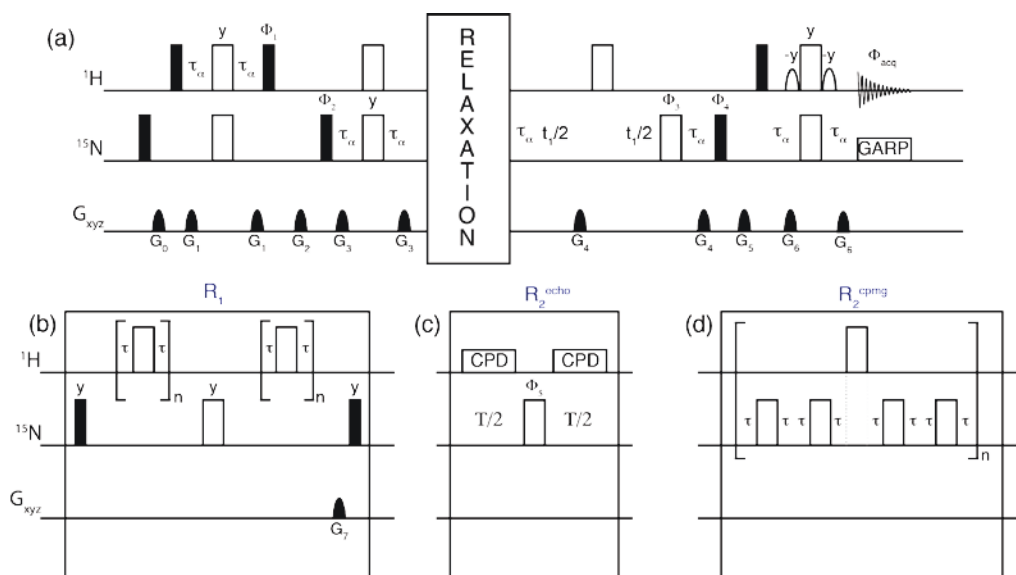 (a)
y Φ1 y y
1H τα τα -y -y Φacq
Φ2 y Φ3 Φ4
15N τα τα τα t1/2 t1/2 τα τα τα GARP
Gxyz
G0 G1 G1 G2 G3 G3 G4 G4 G5 G6 G6
RELAXATION
R1 R2echo R2cpmg
(b) (c) (d)
1H τ τ n τ τ n CPD CPD
y y y Φ5
15N T/2 T/2 τ τ τ τ τ τ τ τ n
Gxyz
G7